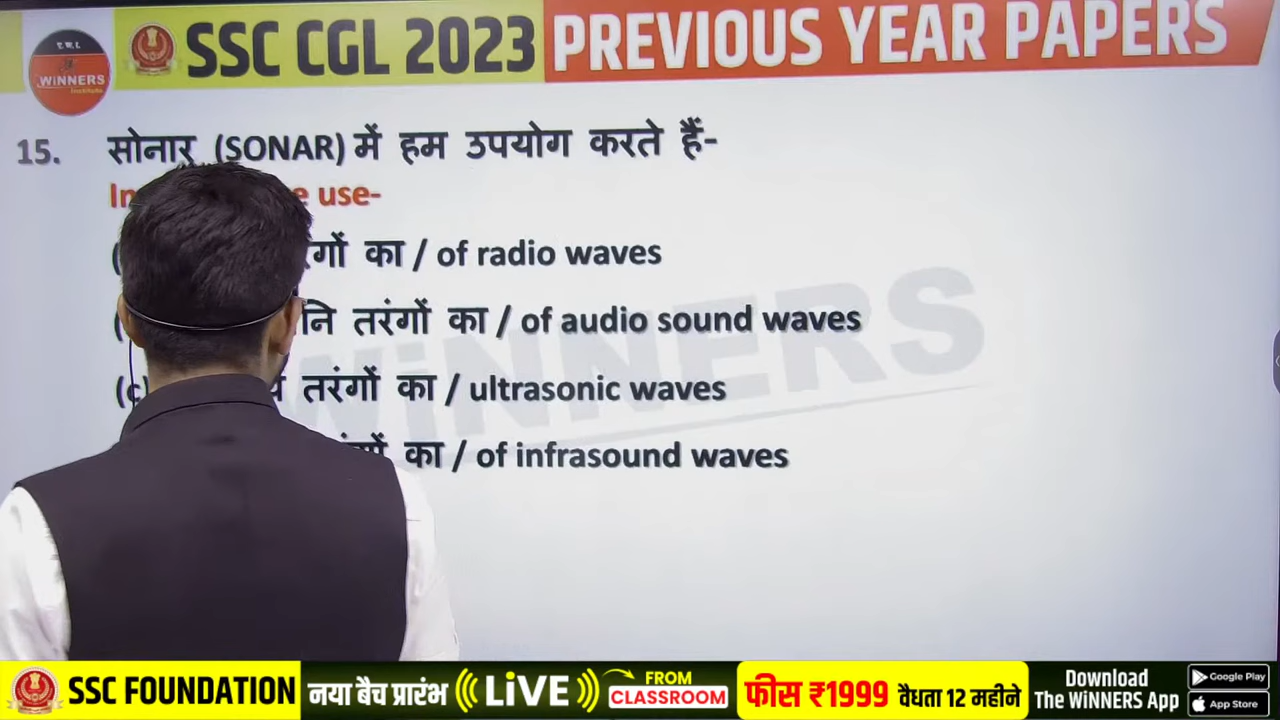 SSC CGL 2023 PREVIOUS YEAR PAPERS
WiNNERS
Institute
15. सोनार (SONAR) में हम उपयोग करते हैं-
use-
का / of radio waves
तरंगों का / of audio sound waves
(c) तरंगों का / ultrasonic waves
का / of infrasound waves
WiNNERS
SSC FOUNDATION नया बैच प्रारंभ LiVE FROM CLASSROOM फीस ₹1999 वैधता 12 महीने Download The WiNNERS App Google Play App Store